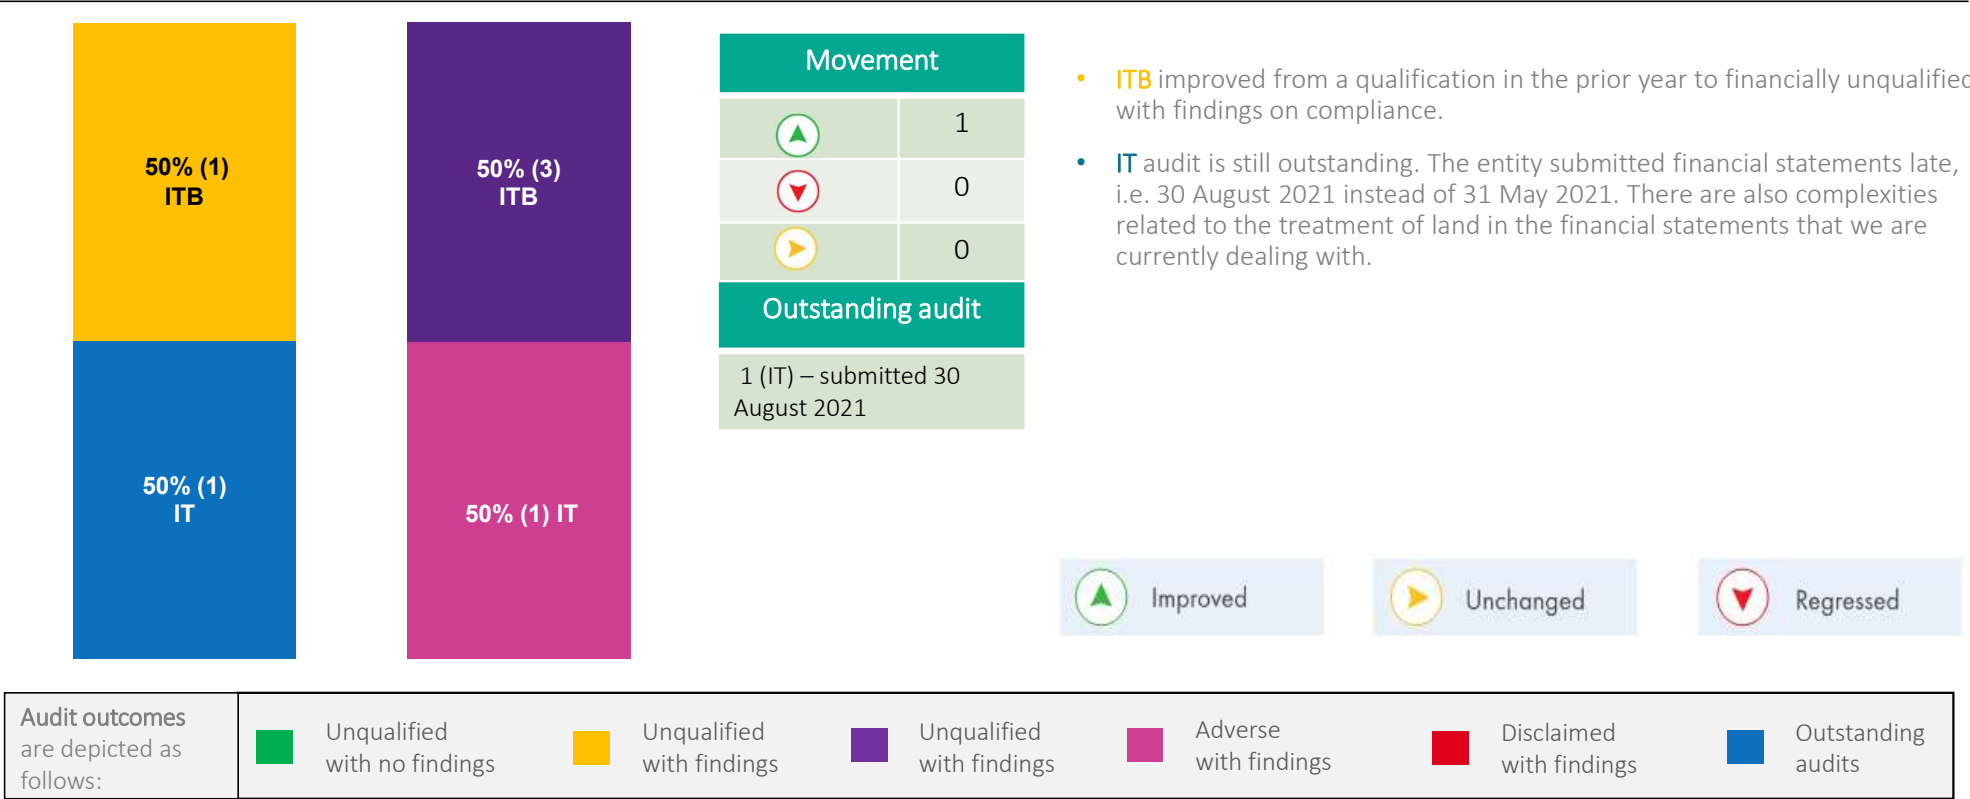 50% (1)
ITB
50% (1)
IT
50% (3)
ITB
50% (1) IT
Movement
1
0
0
Outstanding audit
1 (IT) – submitted 30
August 2021
• ITB improved from a qualification in the prior year to financially unqualified
with findings on compliance.
• IT audit is still outstanding. The entity submitted financial statements late,
i.e. 30 August 2021 instead of 31 May 2021. There are also complexities
related to the treatment of land in the financial statements that we are
currently dealing with.
Improved
Unchanged
Regressed
Audit outcomes
are depicted as
follows:
Unqualified
with no findings
Unqualified
with findings
Unqualified
with findings
Adverse
with findings
Disclaimed
with findings
Outstanding
audits